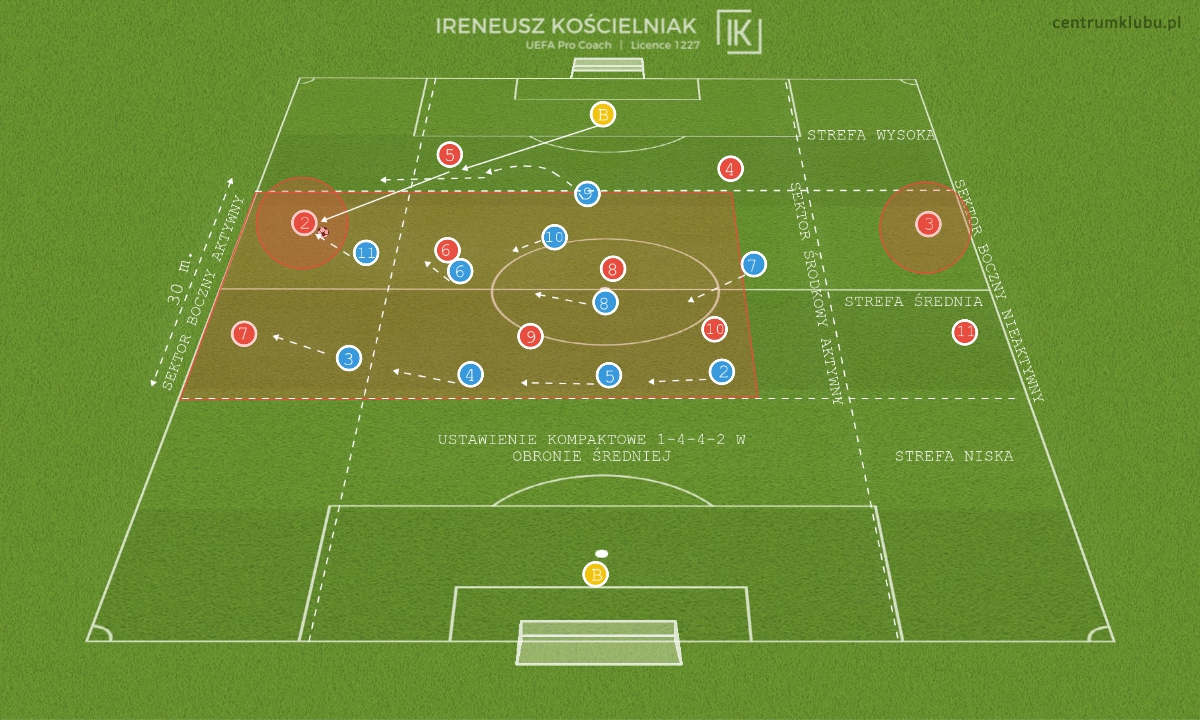 IRENEUSZ KOŚCIELNIAK
UEFA Pro Coach | Licence 1227
IK
centrumklubu.pl
B
STREFA WYSOKA
5
4
9
2
3
SEKTOR BOCZNY AKTYWNY
30 m.
SEKTOR ŚRODKOWY AKTYWNY
SEKTOR BOCZNY NIEAKTYWNY
11
6
6
10
8
7
8
STREFA ŚREDNIA
7
9
10
11
3
4
5
2
USTAWIENIE KOMPAKTOWE 1-4-4-2 W
OBRONIE ŚREDNIEJ
STREFA NISKA
B